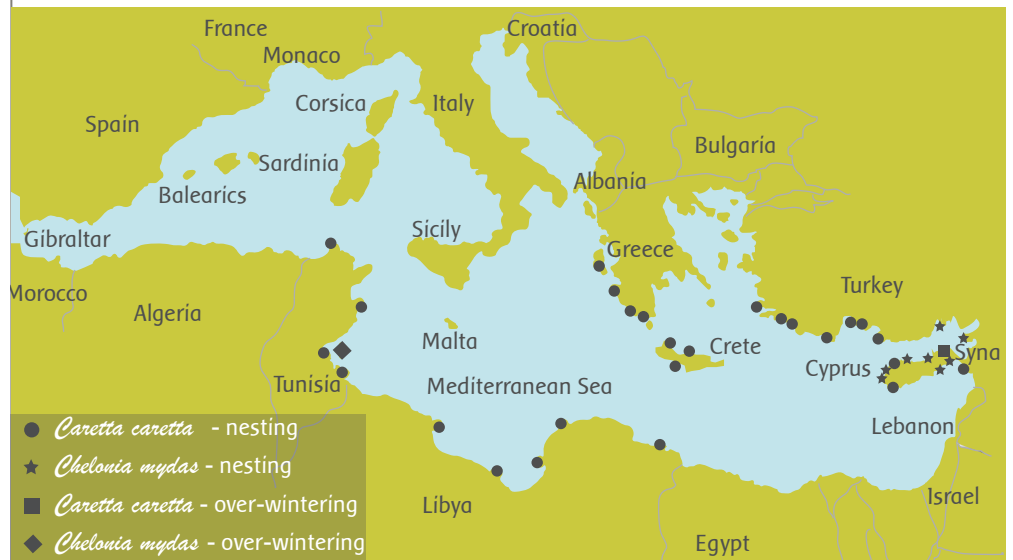 France
Croatia
Monaco
Corsica
Italy
Spain
Bulgaria
Sardinia
Albania
Balearics
Sicily
Gibraltar
Greece
Morocco
Turkey
Algeria
Malta
Crete
Syna
Cyprus
Tunisia
Mediterranean Sea
Lebanon
Caretta caretta - nesting
Chelonia mydas - nesting
Caretta caretta - over-wintering
Chelonia mydas - over-wintering
Libya
Israel
Egypt